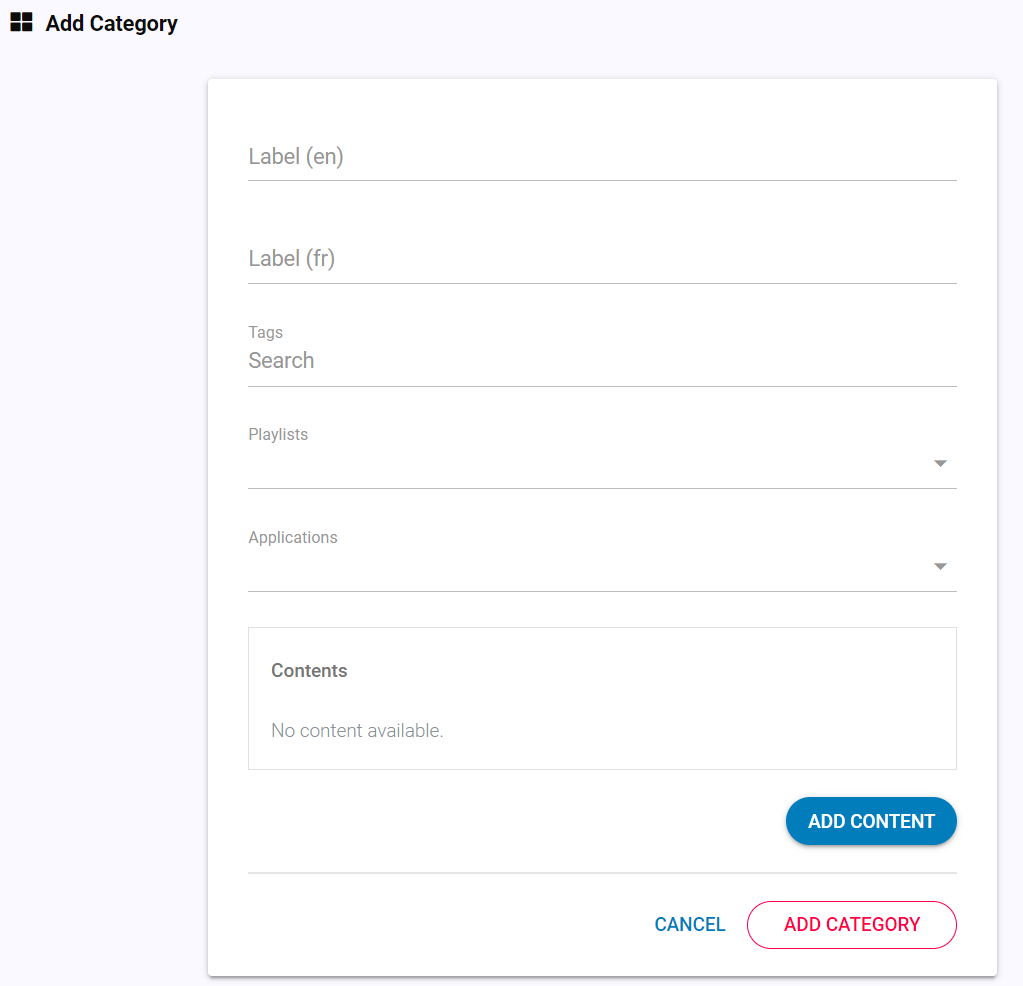 Add Category
Label (en)
Label (fr)
Tags
Search
Playlists
Applications
Contents
No content available.
ADD CONTENT
CANCEL
ADD CATEGORY